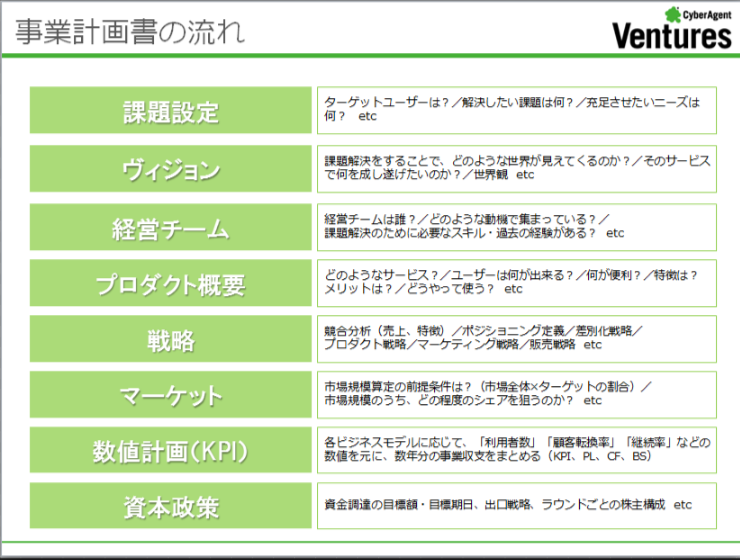 事業計画書の流れ
CyberAgent
Ventures
課題設定
ターゲットユーザーは？／解決したい課題は何？／充足させたいニーズは
何？ etc
ヴィジョン
課題解決をすることで、どのような世界が見えてくるのか？／そのサービス
で何を成し遂げたいのか？／世界観 etc
経営チーム
経営チームは誰？／どのような動機で集まっている？／
課題解決のために必要なスキル・過去の経験がある？ etc
プロダクト概要
どのようなサービス？／ユーザーは何が出来る？／何が便利？／特徴は？
メリットは？／どうやって使う？ etc
戦略
競合分析（売上、特徴）／ポジショニング定義／差別化戦略／
プロダクト戦略／マーケティング戦略／販売戦略 etc
マーケット
市場規模算定の前提条件は？（市場全体×ターゲットの割合）／
市場規模のうち、どの程度のシェアを狙うのか？ etc
数値計画（KPI）
各ビジネスモデルに応じて、「利用者数」「顧客転換率」「継続率」などの
数値を元に、数年分の事業収支をまとめる（KPI、PL、CF、BS）
資本政策
資金調達の目標額・目標期日、出口戦略、ラウンドごとの株主構成 etc